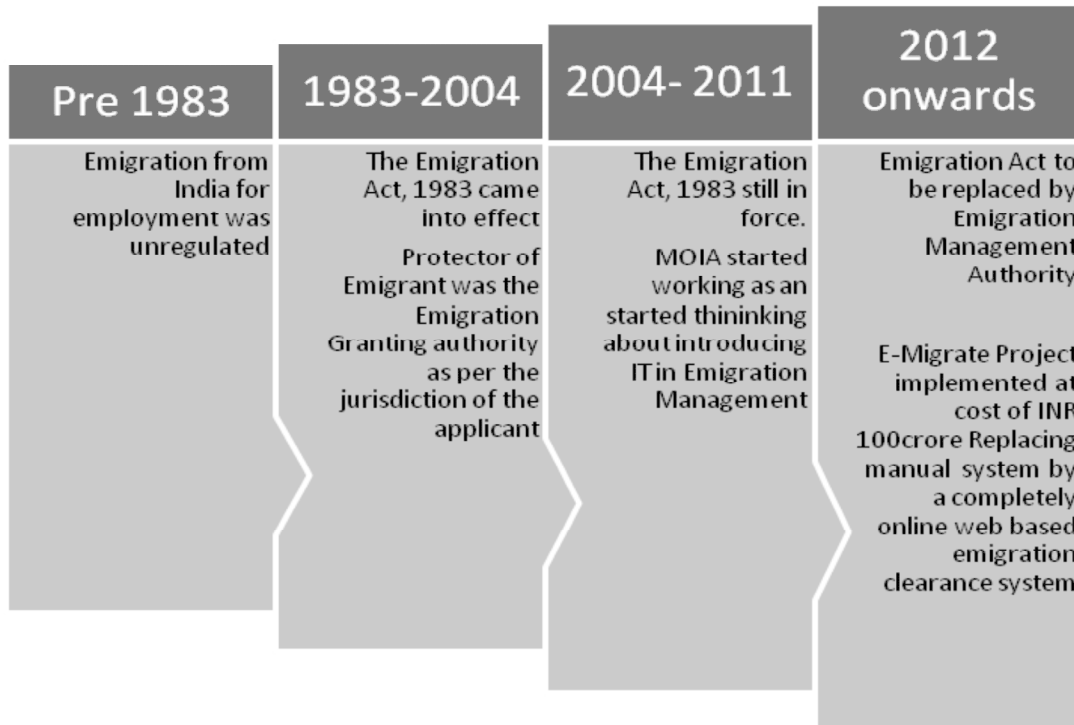 Pre 1983
Emigration from
India for
employment was
unregulated
1983-2004
The Emigration
Act, 1983 came
into effect
Protector of
Emigrant was the
Emigration
Granting authority
as per the
jurisdiction of the
applicant
2004- 2011
The Emigration
Act, 1983 still in
force.
MOIA started
working as an
started thininking
about introducing
IT in Emigration
Management
2012
onwards
Emigration Act to
be replaced by
Emigration
Management
Authority
E-Migrate Project
implemented at
cost of INR
100crore Replacing
manual system by
a completely
online web based
emigration
clearance system